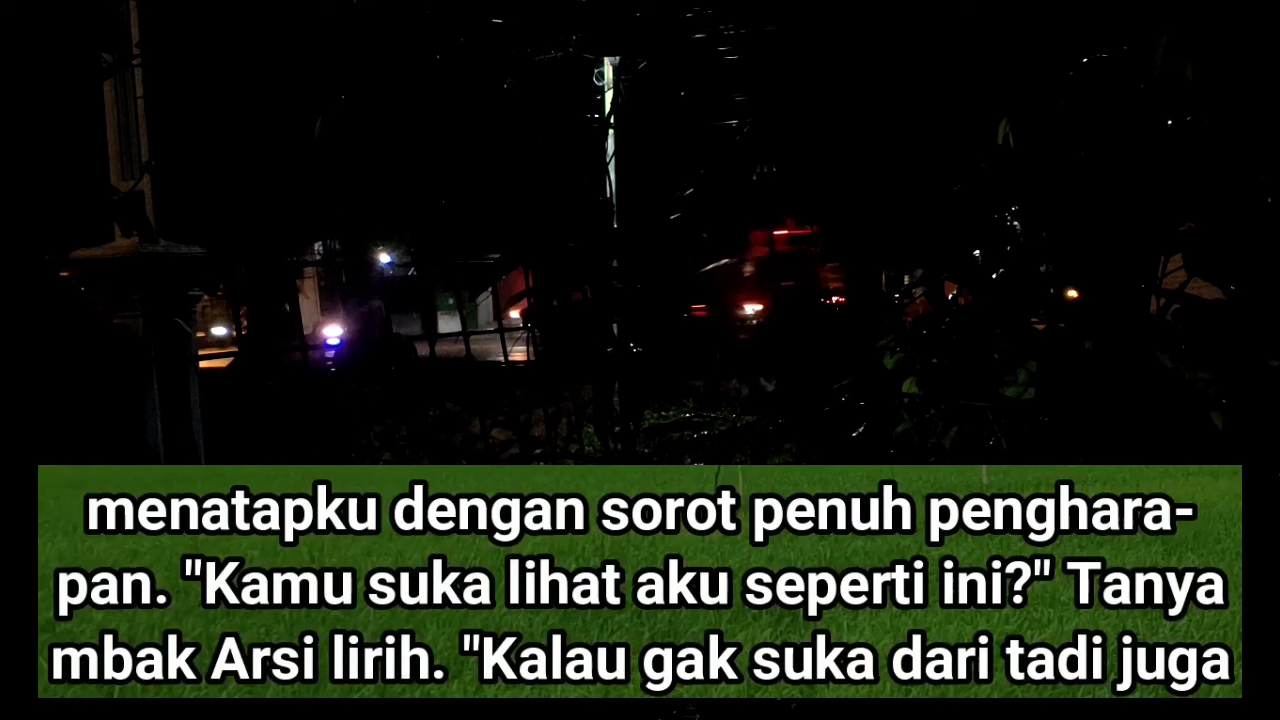 menatapku dengan sorot penuh penghara-
pan. "Kamu suka lihat aku seperti ini?" Tanya
mbak Arsi lirih. "Kalau gak suka dari tadi juga